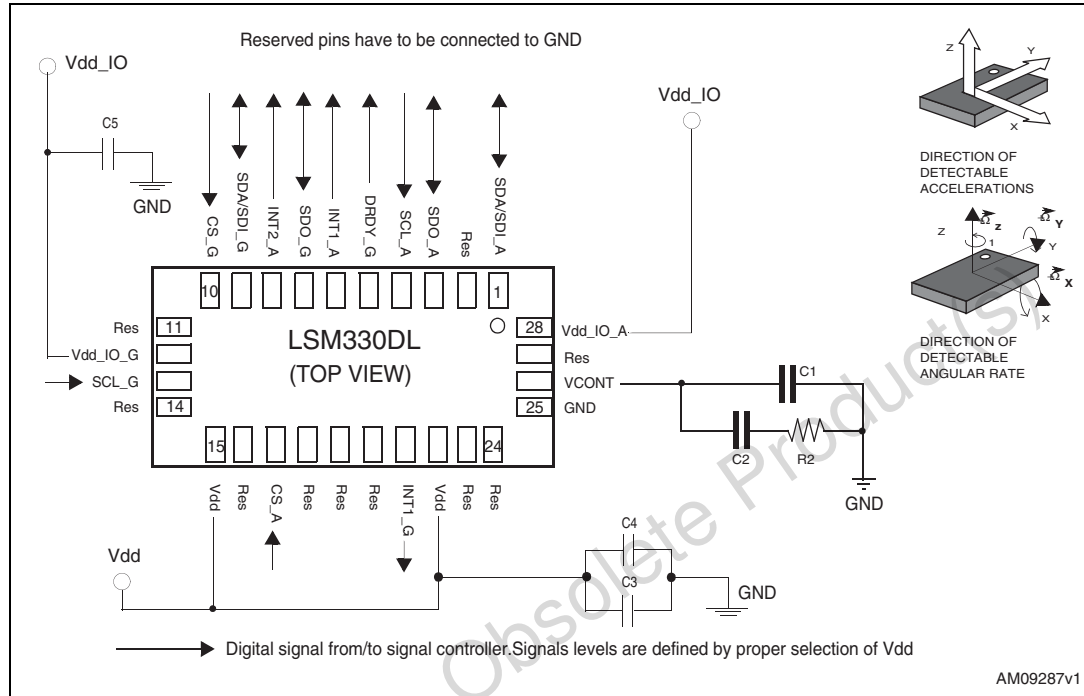 Reserved pins have to be connected to GND
Vdd_IO
C5
GND
Vdd_IO
CS_G
SDA/SDI_G
INT2_A
SDO_G
INT1_A
DRDY_G
SCL_A
SDO_A
Res
SDA/SDI_A
10
1
Res
11
LSM330DL
28
Vdd_IO_A
Vdd_IO_G
(TOP VIEW)
Res
SCL_G
VCONT
Res
14
25
GND
15
24
Vdd
Res
CS_A
Res
Res
Res
INT1_G
Vdd
Res
Res
C1
C2
R2
GND
Vdd
C4
C3
GND
Z
Y
X
DIRECTION OF
DETECTABLE
ACCELERATIONS
Ω z
Z
1
Ω Y
Y
Ω X
X
DIRECTION OF
DETECTABLE
ANGULAR RATE
Digital signal from/to signal controller.Signals levels are defined by proper selection of Vdd
AM09287v1
Obsolete Product(s)